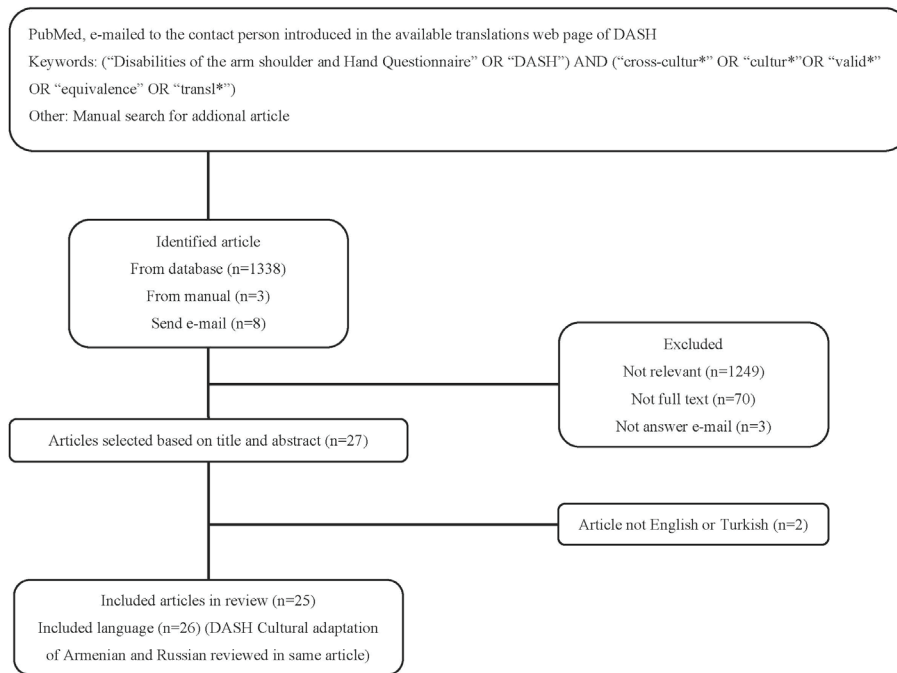 PubMed, e-mailed to the contact person introduced in the available translations web page of DASH
Keywords: (“Disabilities of the arm shoulder and Hand Questionnaire” OR “DASH”) AND (“cross-cultur*” OR “cultur*”OR “valid*”
OR “equivalence” OR “transl*”)
Other: Manual search for addional article
Identified article
From database (n=1338)
From manual (n=3)
Send e-mail (n=8)
Excluded
Not relevant (n=1249)
Not full text (n=70)
Not answer e-mail (n=3)
Articles selected based on title and abstract (n=27)
Article not English or Turkish (n=2)
Included articles in review (n=25)
Included language (n=26) (DASH Cultural adaptation
of Armenian and Russian reviewed in same article)